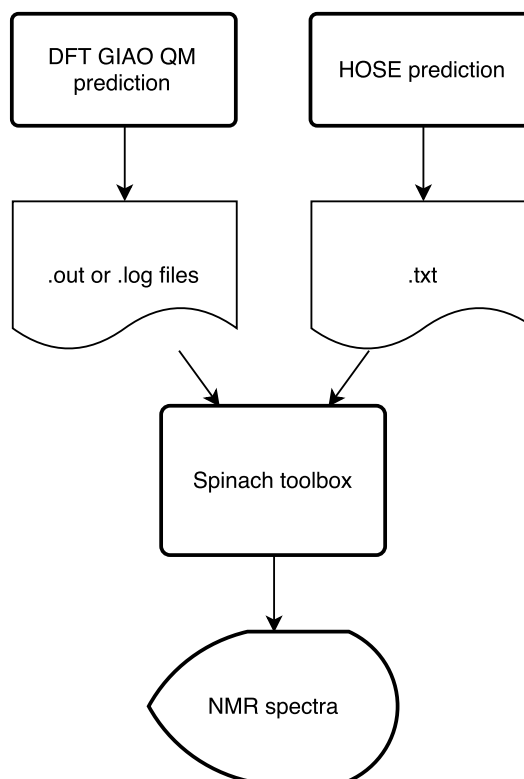 DFT GIAO QM
prediction
HOSE prediction
.out or .log files
.txt
Spinach toolbox
NMR spectra